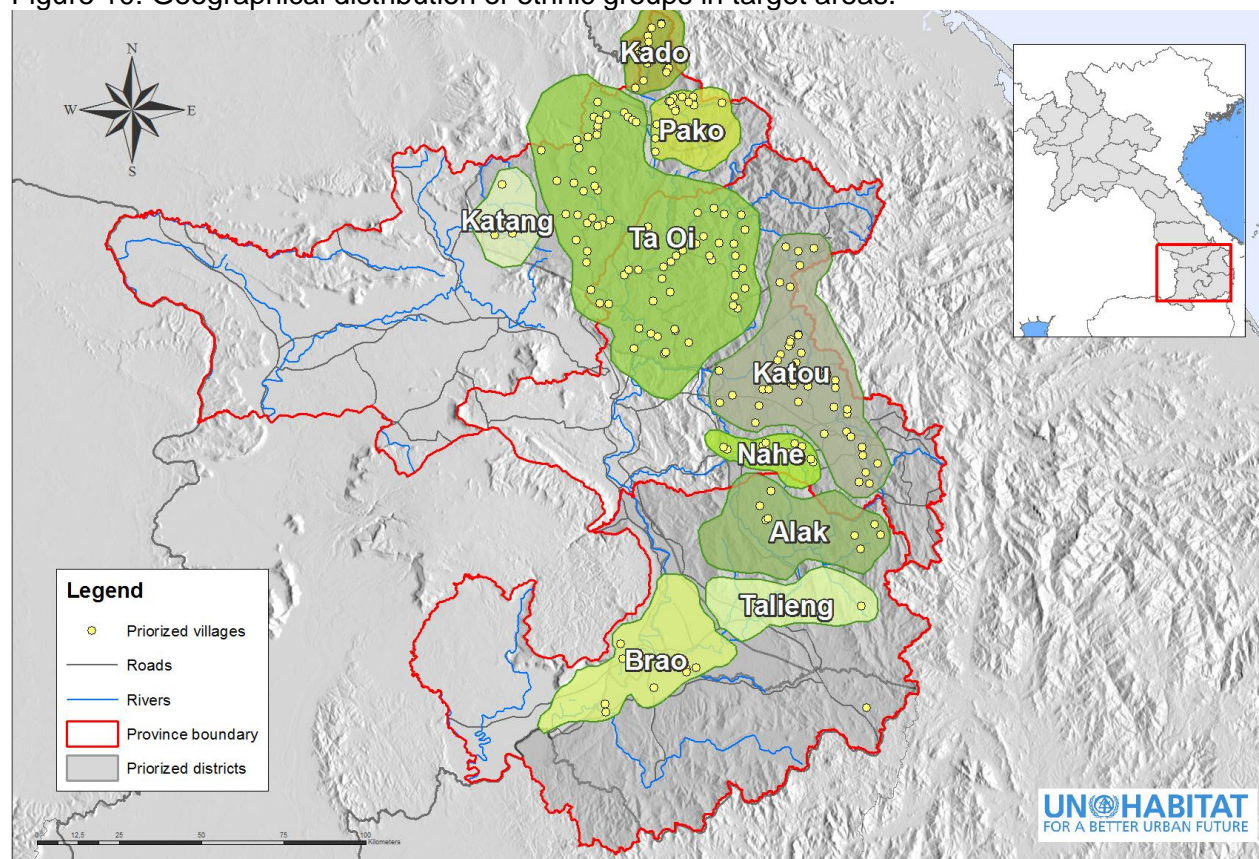 Figure 10. Geographical distribution of ethnic groups in target areas.
N
W
E
S
Kado
Pako
Katang
Ta Oi
Katou
Nahe
Alak
Talieng
Brao
Legend
Priorized villages
Roads
Rivers
Province boundary
Priorized districts
0 12,5 25 50 75 100
Kilometers
UN HABITAT
FOR A BETTER URBAN FUTURE